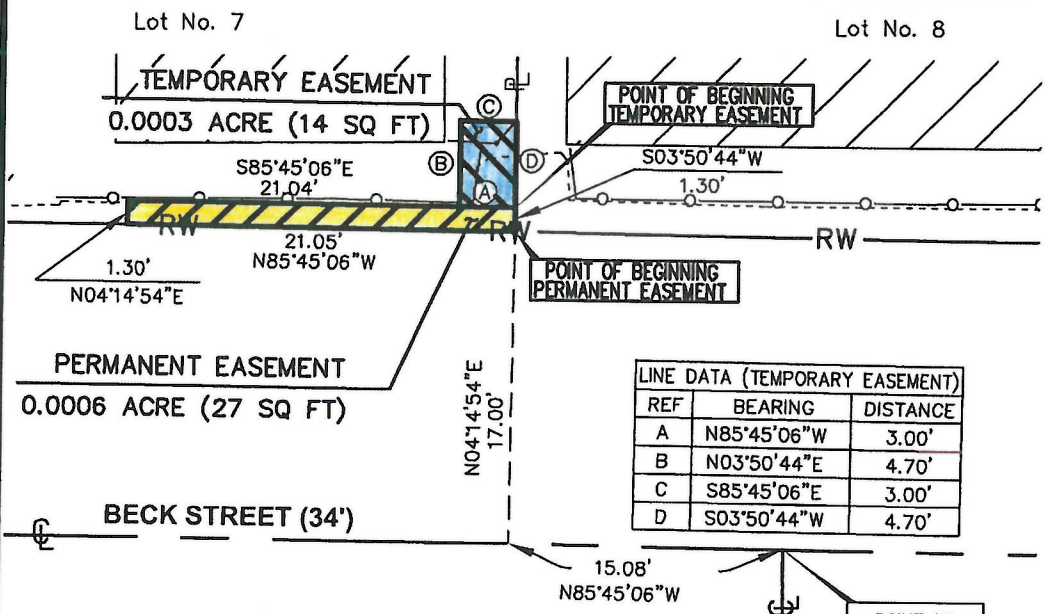 Lot No. 7
Lot No. 8
TEMPORARY EASEMENT
0.0003 ACRE (14 SQ FT)
C
B
D
A
PL
POINT OF BEGINNING
TEMPORARY EASEMENT
S03°50'44"W
1.30'
S85°45'06"E
21.04'
RW
RW
RW
21.05'
N85°45'06"W
1.30'
N04°14'54"E
POINT OF BEGINNING
PERMANENT EASEMENT
PERMANENT EASEMENT
0.0006 ACRE (27 SQ FT)
N04°14'54"E
17.00'
LINE DATA (TEMPORARY EASEMENT)
REF BEARING DISTANCE
A N85°45'06"W 3.00'
B N03°50'44"E 4.70'
C S85°45'06"E 3.00'
D S03°50'44"W 4.70'
BECK STREET (34')
CL
15.08'
N85°45'06"W